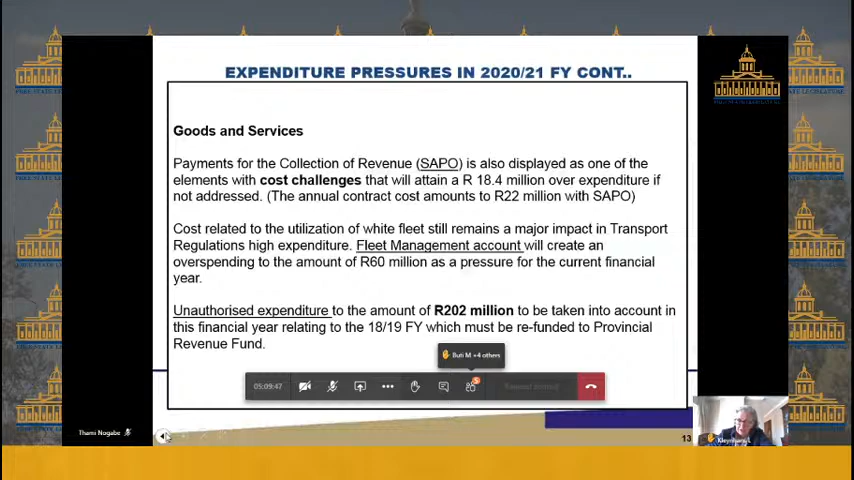 EXPENDITURE PRESSURES IN 2020/21 FY CONT..
Goods and Services
Payments for the Collection of Revenue (SAPO) is also displayed as one of the
elements with cost challenges that will attain a R 18.4 million over expenditure if
not addressed. (The annual contract cost amounts to R22 million with SAPO)
Cost related to the utilization of white fleet still remains a major impact in Transport
Regulations high expenditure. Fleet Management account will create an
overspending to the amount of R60 million as a pressure for the current financial
year.
Unauthorised expenditure to the amount of R202 million to be taken into account in
this financial year relating to the 18/19 FY which must be re-funded to Provincial
Revenue Fund.
Buti M +4 others
05:09:47
5
13
Thami Nogabe
Kleynhans L